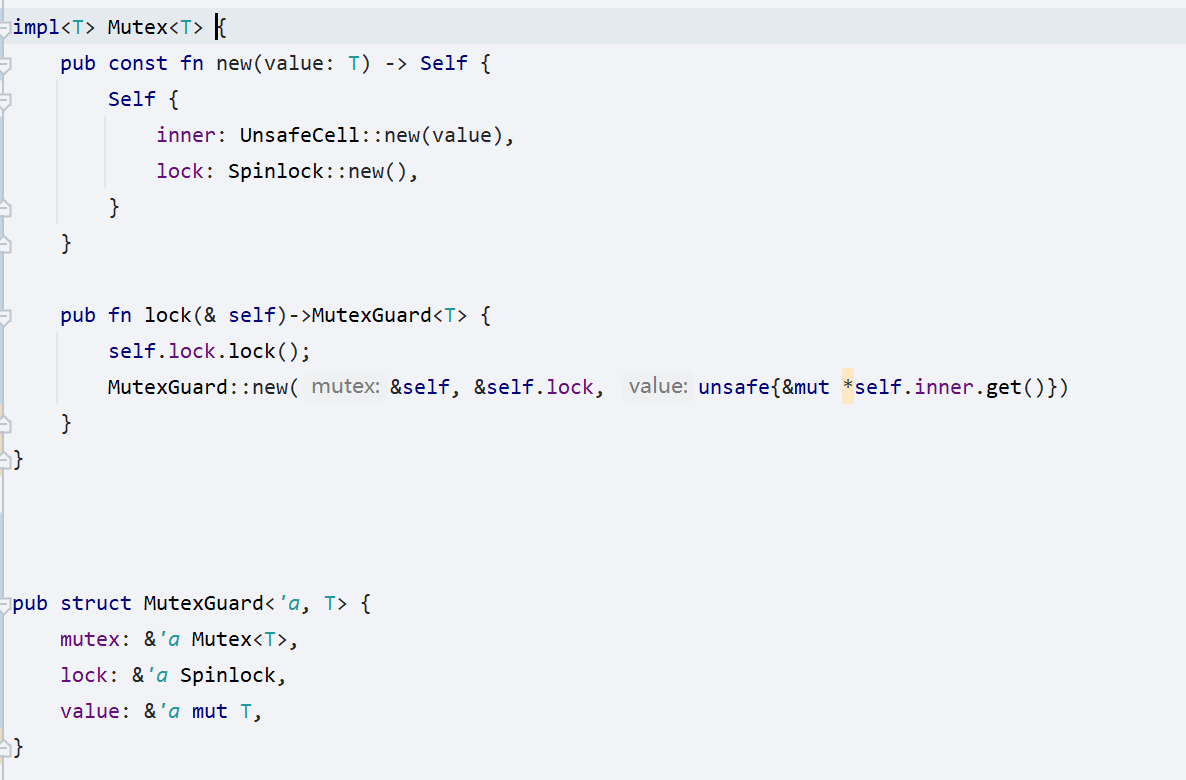 impl<T> Mutex<T> {
    pub const fn new(value: T) -> Self {
        Self {
            inner: UnsafeCell::new(value),
            lock: Spinlock::new(),
        }
    }
    pub fn lock(& self)->MutexGuard<T> {
        self.lock.lock();
        MutexGuard::new( mutex: &self, &self.lock, value: unsafe{&mut *self.inner.get()})
    }
}
pub struct MutexGuard<'a, T> {
    mutex: &'a Mutex<T>,
    lock: &'a Spinlock,
    value: &'a mut T,
}